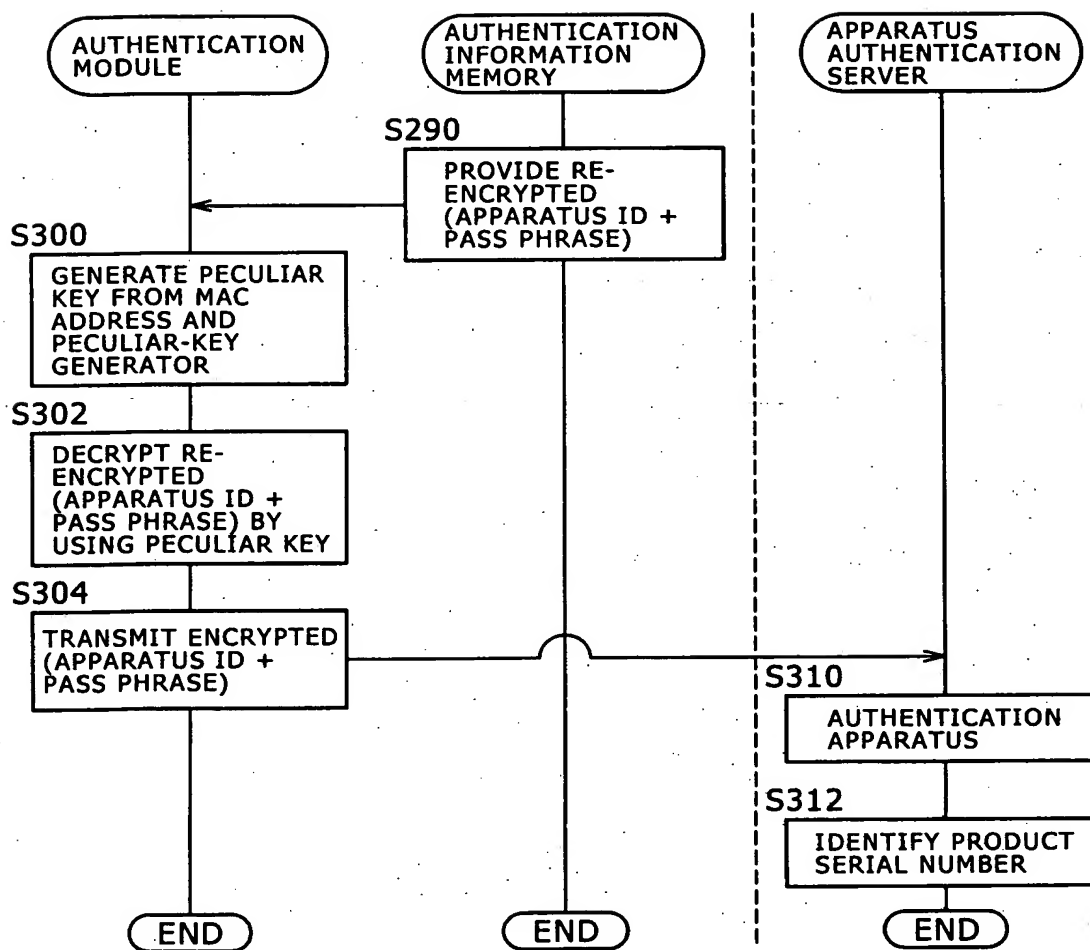 AUTHENTICATION
MODULE
AUTHENTICATION
INFORMATION
MEMORY
APPARATUS
AUTHENTICATION
SERVER
S290
PROVIDE RE-
ENCRYPTED
(APPARATUS ID +
PASS PHRASE)
S300
GENERATE PECULIAR
KEY FROM MAC
ADDRESS AND
PECULIAR-KEY
GENERATOR
S302
DECRYPT RE-
ENCRYPTED
(APPARATUS ID +
PASS PHRASE) BY
USING PECULIAR KEY
S304
TRANSMIT ENCRYPTED
(APPARATUS ID +
PASS PHRASE)
S310
AUTHENTICATION
APPARATUS
S312
IDENTIFY PRODUCT
SERIAL NUMBER
END
END
END